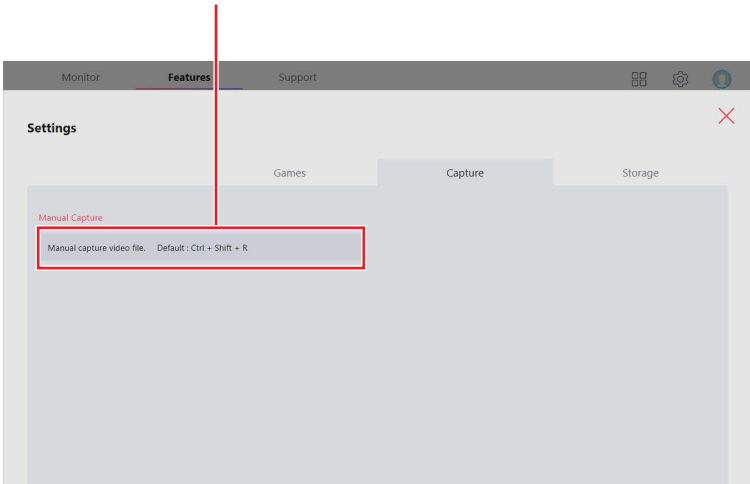 Monitor Features Support
Settings
Games Capture Storage
Manual Capture
Manual capture video file. Default : Ctrl + Shift + R